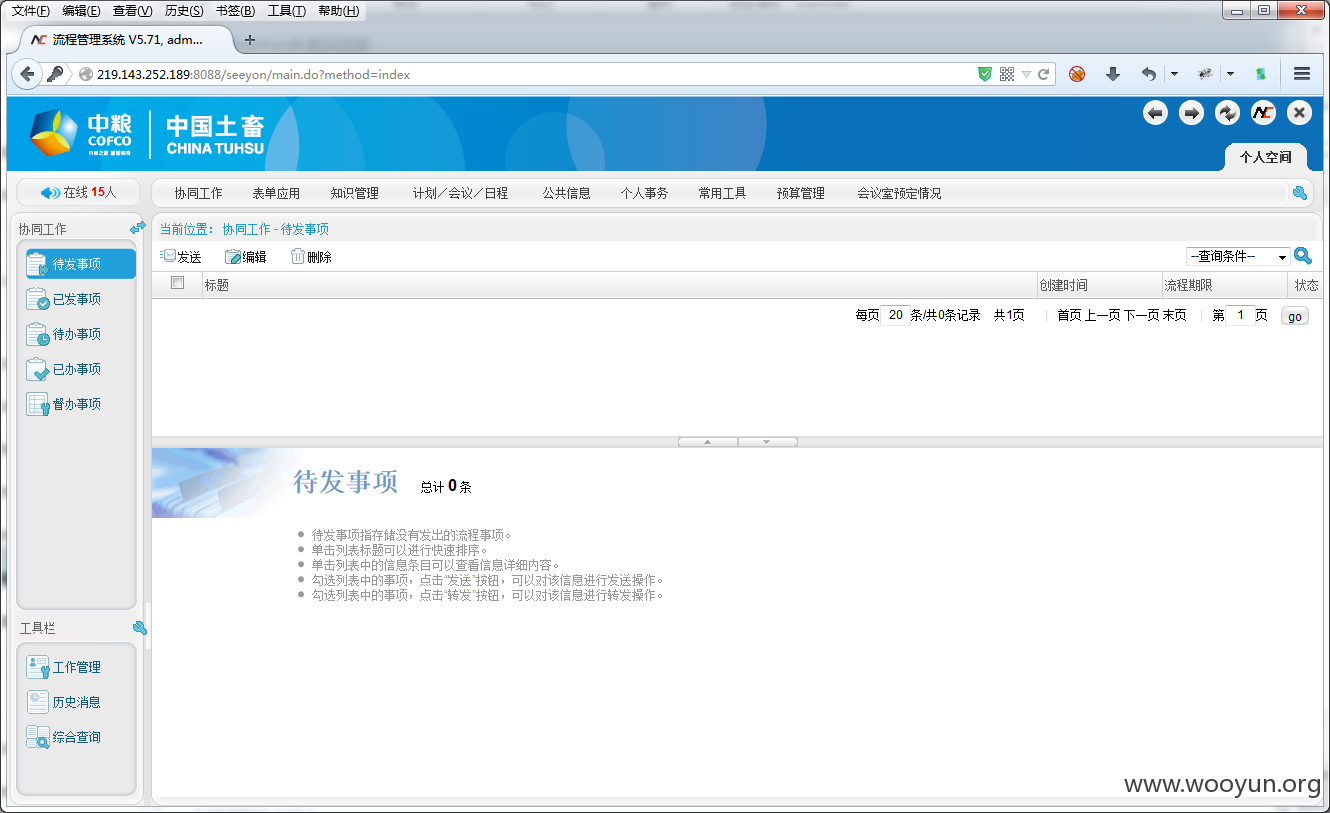 文件(F) 编辑(E) 查看(V) 历史(S) 书签(B) 工具(T) 帮助(H)
流程管理系统 V5.71, adm...
219.143.252.189:8088/seeyon/main.do?method=index
中粮 COFCO 中国土畜 CHINA TUHSU
个人空间
在线 15人
协同工作 表单应用 知识管理 计划／会议／日程 公共信息 个人事务 常用工具 预算管理 会议室预定情况
协同工作
当前位置： 协同工作 - 待发事项
待发事项
已发事项
待办事项
已办事项
督办事项
发送 编辑 删除
--查询条件--
标题 创建时间 流程期限 状态
每页 20 条/共0条记录 共1页 首页 上一页 下一页 末页 第 1 页 go
待发事项 总计 0 条
待发事项指存储没有发出的流程事项。
单击列表标题可以进行快速排序。
单击列表中的信息条目可以查看信息详细内容。
勾选列表中的事项，点击“发送”按钮，可以对该信息进行发送操作。
勾选列表中的事项，点击“转发”按钮，可以对该信息进行转发操作。
工具栏
工作管理
历史消息
综合查询
www.wooyun.org